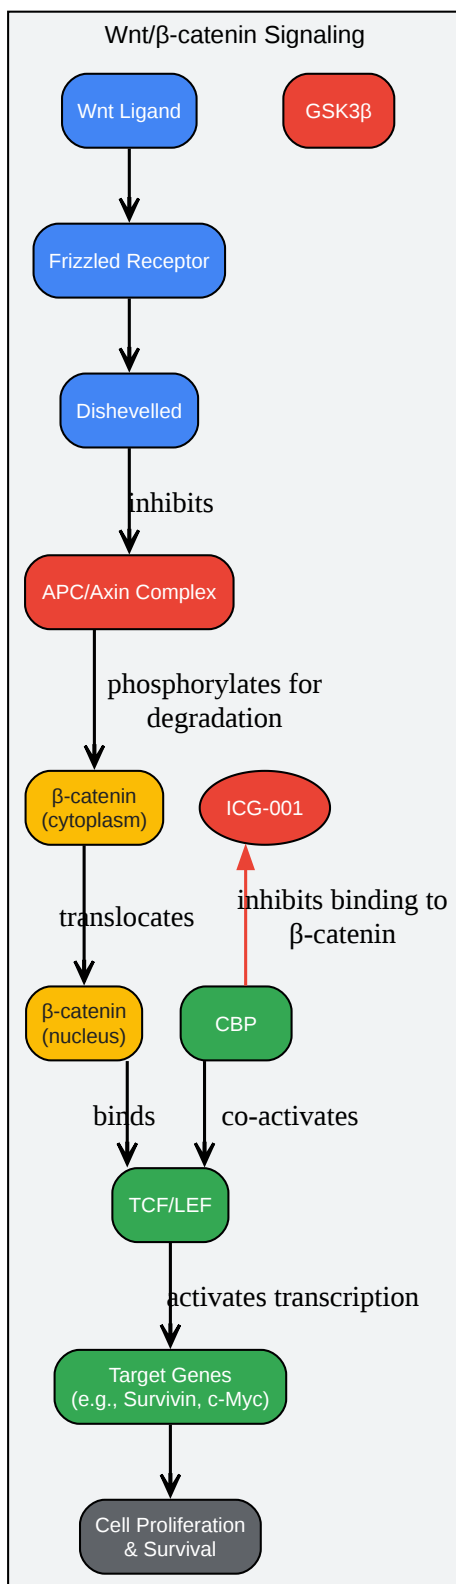 Wnt/β-catenin Signaling
Wnt Ligand
GSK3β
Frizzled Receptor
Dishevelled
inhibits
APC/Axin Complex
phosphorylates for
degradation
β-catenin
(cytoplasm)
ICG-001
translocates
inhibits binding to
β-catenin
β-catenin
(nucleus)
CBP
binds
co-activates
TCF/LEF
activates transcription
Target Genes
(e.g., Survivin, c-Myc)
Cell Proliferation
& Survival